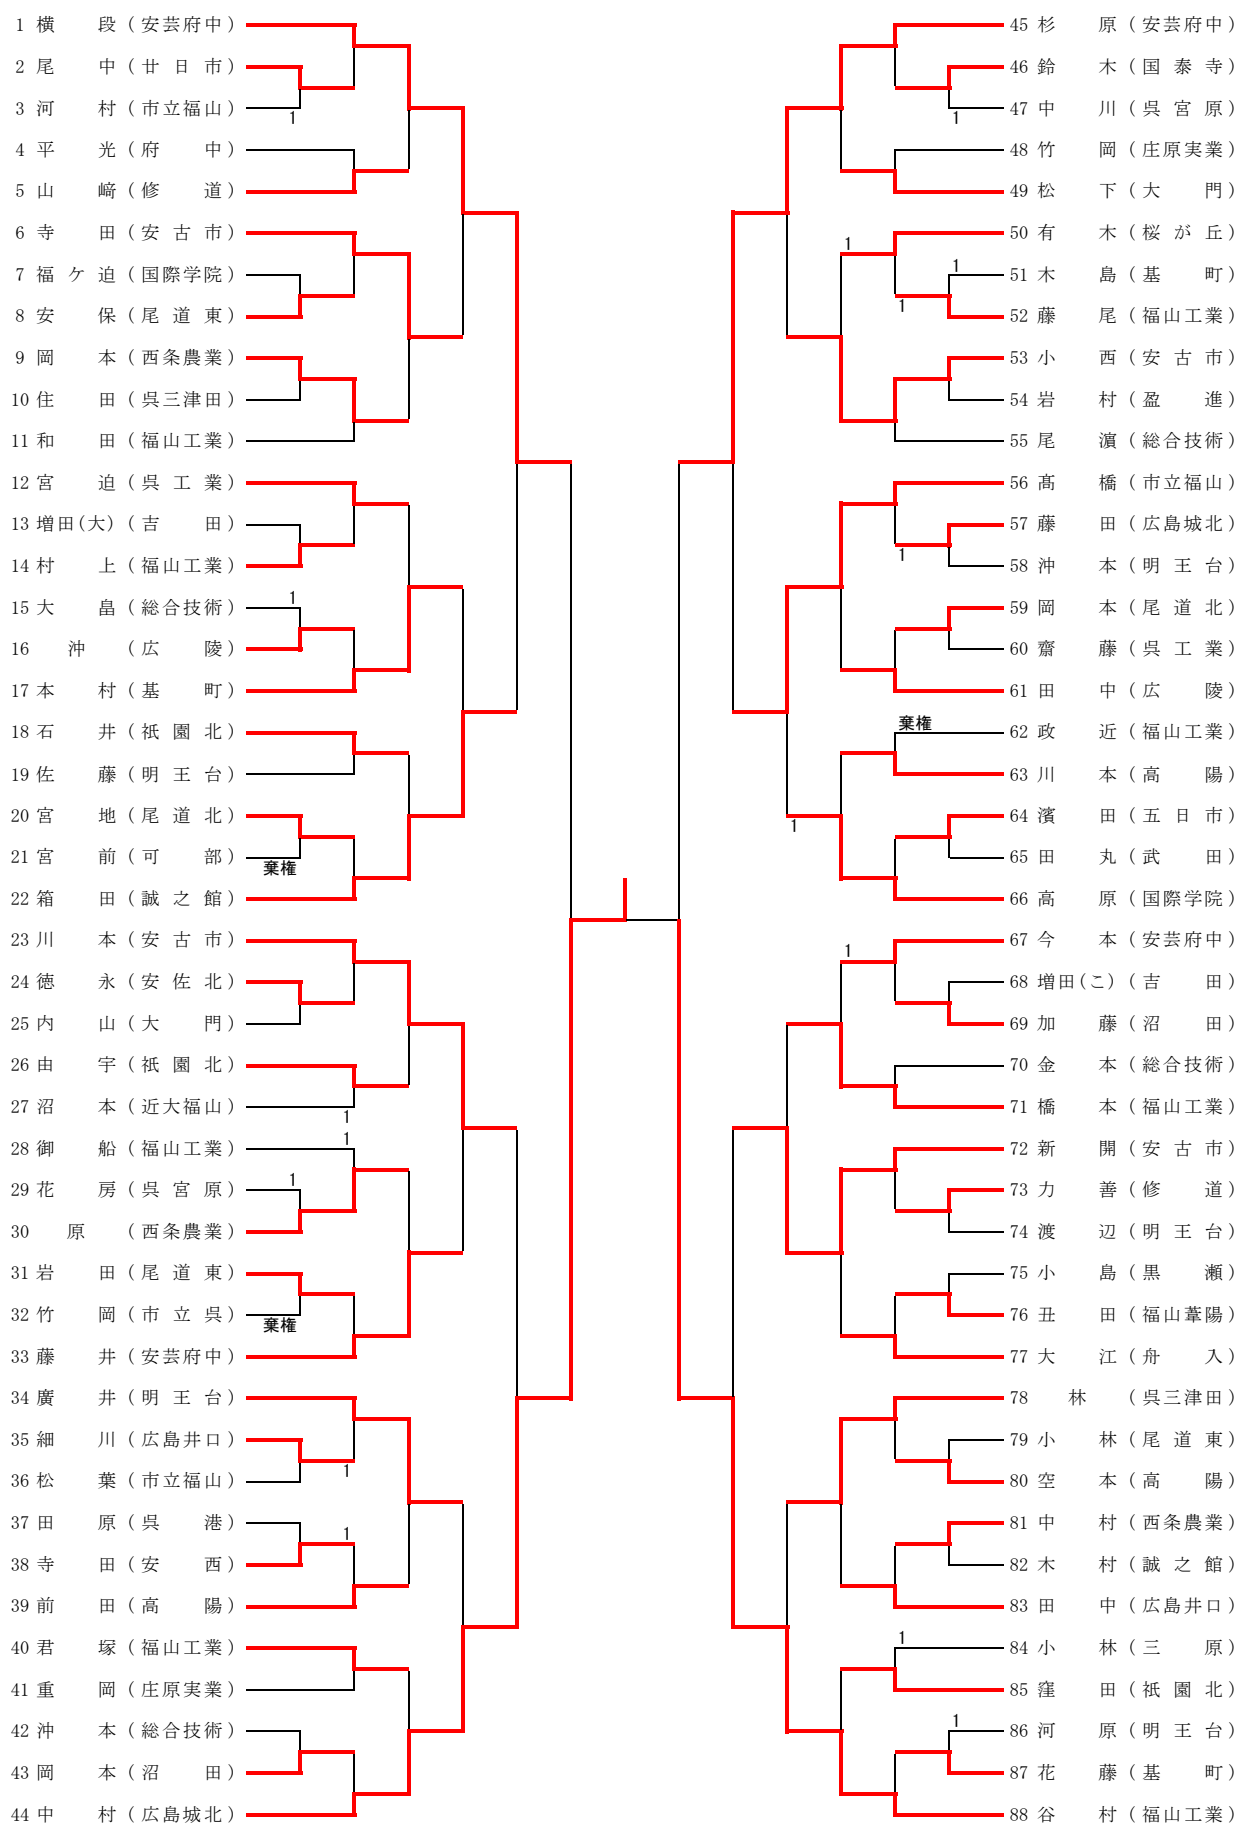 1 横 段 (安芸府中)
2 尾 中 (廿日市)
3 河 村 (市立福山)
1
4 平 光 (府 中)
5 山 﨑 (修 道)
6 寺 田 (安古市)
7 福ケ迫 (国際学院)
8 安 保 (尾道東)
9 岡 本 (西条農業)
10 住 田 (呉三津田)
11 和 田 (福山工業)
12 宮 迫 (呉工業)
13 増田(大) (吉 田)
14 村 上 (福山工業)
15 大 畠 (総合技術)
1
16 沖 (広 陵)
17 本 村 (基 町)
18 石 井 (祇園北)
19 佐 藤 (明王台)
20 宮 地 (尾道北)
21 宮 前 (可 部)
棄権
22 箱 田 (誠之館)
23 川 本 (安古市)
24 徳 永 (安佐北)
25 内 山 (大 門)
26 由 宇 (祇園北)
27 沼 本 (近大福山)
1
28 御 船 (福山工業)
1
29 花 房 (呉宮原)
1
30 原 (西条農業)
31 岩 田 (尾道東)
32 竹 岡 (市立呉)
棄権
33 藤 井 (安芸府中)
34 廣 井 (明王台)
35 細 川 (広島井口)
1
36 松 葉 (市立福山)
37 田 原 (呉 港)
1
38 寺 田 (安 西)
39 前 田 (高 陽)
40 君 塚 (福山工業)
41 重 岡 (庄原実業)
42 沖 本 (総合技術)
43 岡 本 (沼 田)
44 中 村 (広島城北)
45 杉 原 (安芸府中)
46 鈴 木 (国泰寺)
47 中 川 (呉宮原)
1
48 竹 岡 (庄原実業)
49 松 下 (大 門)
50 有 木 (桜が丘)
1
51 木 島 (基 町)
1
1
52 藤 尾 (福山工業)
53 小 西 (安古市)
54 岩 村 (盈 進)
55 尾 濵 (総合技術)
56 髙 橋 (市立福山)
57 藤 田 (広島城北)
1
58 沖 本 (明王台)
59 岡 本 (尾道北)
60 齋 藤 (呉工業)
61 田 中 (広 陵)
62 政 近 (福山工業)
棄権
63 川 本 (高 陽)
64 濱 田 (五日市)
1
65 田 丸 (武 田)
66 高 原 (国際学院)
67 今 本 (安芸府中)
1
68 増田(こ) (吉 田)
69 加 藤 (沼 田)
70 金 本 (総合技術)
71 橋 本 (福山工業)
72 新 開 (安古市)
73 力 善 (修 道)
74 渡 辺 (明王台)
75 小 島 (黒 瀬)
76 丑 田 (福山葦陽)
77 大 江 (舟 入)
78 林 (呉三津田)
79 小 林 (尾道東)
80 空 本 (高 陽)
81 中 村 (西条農業)
82 木 村 (誠之館)
83 田 中 (広島井口)
84 小 林 (三 原)
1
85 窪 田 (祇園北)
86 河 原 (明王台)
1
87 花 藤 (基 町)
88 谷 村 (福山工業)